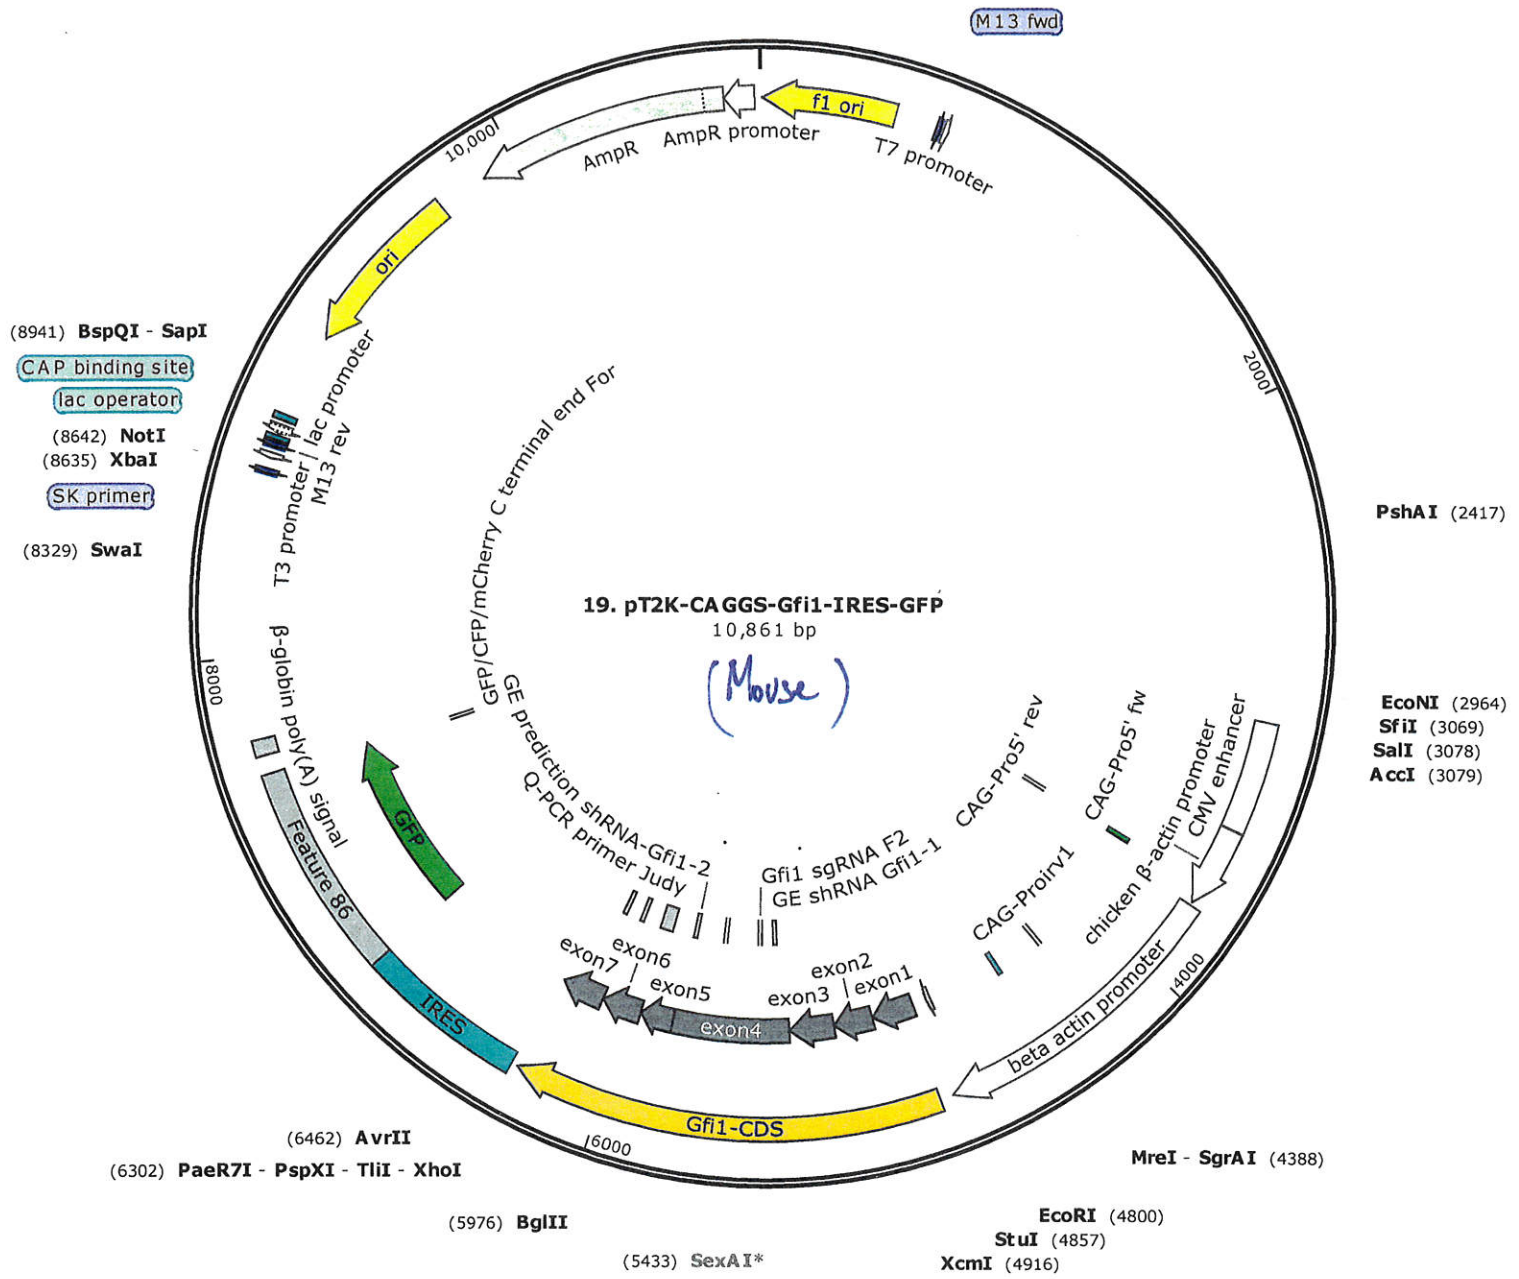 M13 fwd
f1 ori
AmpR promoter
AmpR
T7 promoter
10,000
ori
2000
(8941) BspQI - SapI
CAP binding site
lac operator
(8642) NotI
(8635) XbaI
SK primer
(8329) SwaI
lac promoter
M13 rev
T3 promoter
GFP/CFP/mCherry C terminal end For
PshAI (2417)
19. pT2K-CAGGS-Gfi1-IRES-GFP
10,861 bp
(Mouse)
8000
β-globin poly(A) signal
EcoNI (2964)
SfiI (3069)
SalI (3078)
AccI (3079)
GE prediction shRNA-Gfi1-2
Q-PCR primer Judy
Gfi1 sgRNA F2
GE shRNA Gfi1-1
CAG-Pro5' rev
CAG-Pro5' fw
CAG-Proirv1
chicken β-actin promoter
CMV enhancer
GFP
Feature 86
IRES
exon7
exon6
exon5
exon4
exon3
exon2
exon1
beta actin promoter
4000
Gfi1-CDS
6000
(6462) AvrII
(6302) PaeR7I - PspXI - TliI - XhoI
(5976) BglII
(5433) SexAI*
MreI - SgrAI (4388)
EcoRI (4800)
StuI (4857)
XcmI (4916)